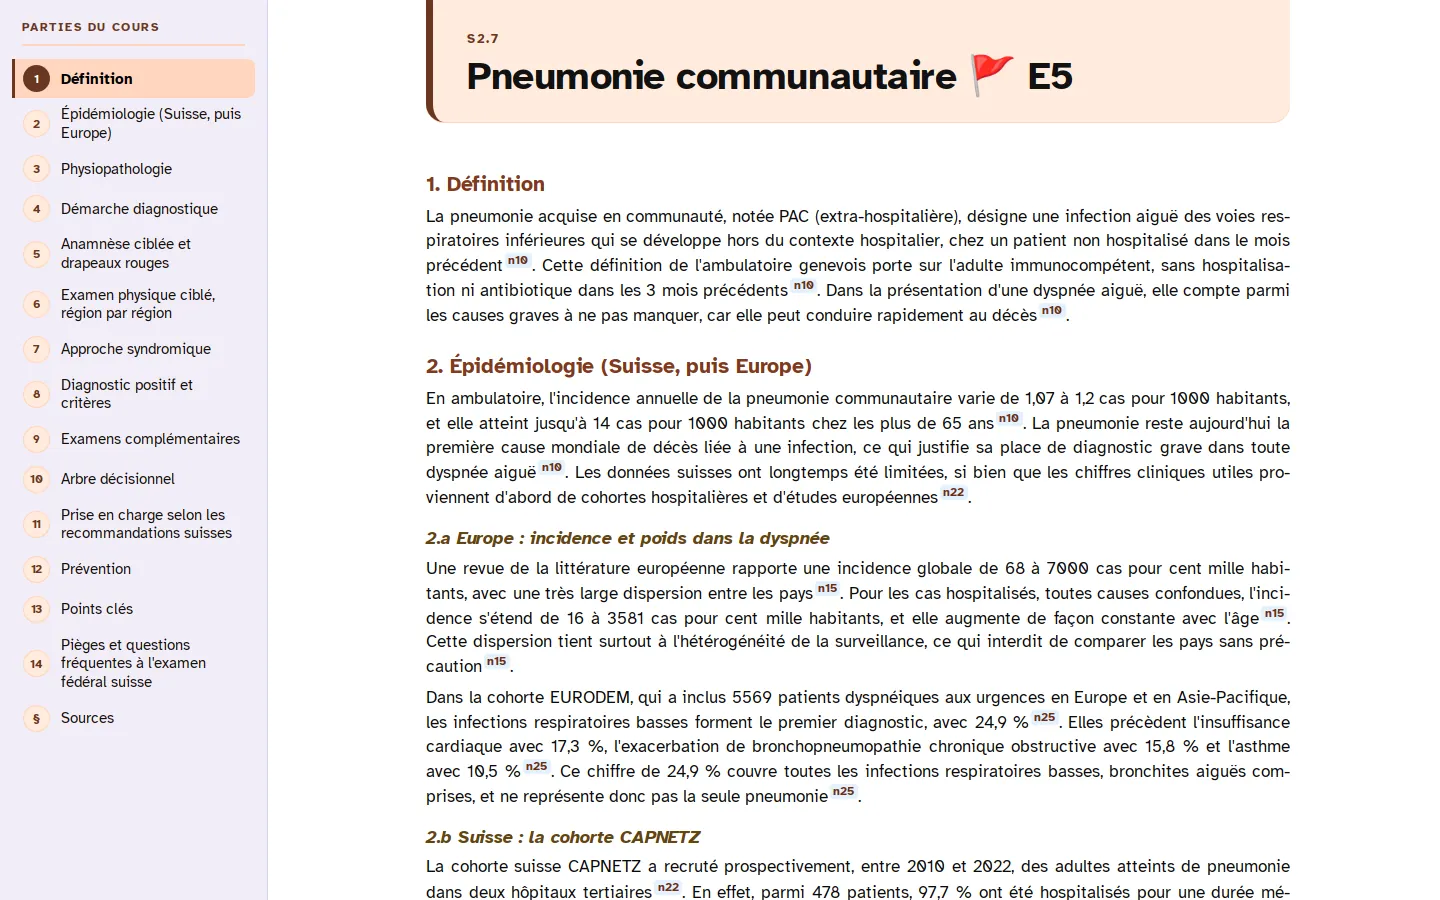 PARTIES DU COURS
1 Définition
2 Épidémiologie (Suisse, puis
Europe)
3 Physiopathologie
4 Démarche diagnostique
5 Anamnèse ciblée et
drapeaux rouges
6 Examen physique ciblé,
région par région
7 Approche syndromique
8 Diagnostic positif et
critères
9 Examens complémentaires
10 Arbre décisionnel
11 Prise en charge selon les
recommandations suisses
12 Prévention
13 Points clés
14 Pièges et questions
fréquentes à l'examen
fédéral suisse
§ Sources
S2.7
Pneumonie communautaire 🚩 E5
1. Définition
La pneumonie acquise en communauté, notée PAC (extra-hospitalière), désigne une infection aiguë des voies res-
piratoires inférieures qui se développe hors du contexte hospitalier, chez un patient non hospitalisé dans le mois
précédent n10. Cette définition de l'ambulatoire genevois porte sur l'adulte immunocompétent, sans hospitalisa-
tion ni antibiotique dans les 3 mois précédents n10. Dans la présentation d'une dyspnée aiguë, elle compte parmi
les causes graves à ne pas manquer, car elle peut conduire rapidement au décès n10.
2. Épidémiologie (Suisse, puis Europe)
En ambulatoire, l'incidence annuelle de la pneumonie communautaire varie de 1,07 à 1,2 cas pour 1000 habitants,
et elle atteint jusqu'à 14 cas pour 1000 habitants chez les plus de 65 ans n10. La pneumonie reste aujourd'hui la
première cause mondiale de décès liée à une infection, ce qui justifie sa place de diagnostic grave dans toute
dyspnée aiguë n10. Les données suisses ont longtemps été limitées, si bien que les chiffres cliniques utiles pro-
viennent d'abord de cohortes hospitalières et d'études européennes n22.
2.a Europe : incidence et poids dans la dyspnée
Une revue de la littérature européenne rapporte une incidence globale de 68 à 7000 cas pour cent mille habi-
tants, avec une très large dispersion entre les pays n15. Pour les cas hospitalisés, toutes causes confondues, l'inci-
dence s'étend de 16 à 3581 cas pour cent mille habitants, et elle augmente de façon constante avec l'âge n15.
Cette dispersion tient surtout à l'hétérogénéité de la surveillance, ce qui interdit de comparer les pays sans pré-
caution n15.
Dans la cohorte EURODEM, qui a inclus 5569 patients dyspnéiques aux urgences en Europe et en Asie-Pacifique,
les infections respiratoires basses forment le premier diagnostic, avec 24,9 % n25. Elles précèdent l'insuffisance
cardiaque avec 17,3 %, l'exacerbation de bronchopneumopathie chronique obstructive avec 15,8 % et l'asthme
avec 10,5 % n25. Ce chiffre de 24,9 % couvre toutes les infections respiratoires basses, bronchites aiguës com-
prises, et ne représente donc pas la seule pneumonie n25.
2.b Suisse : la cohorte CAPNETZ
La cohorte suisse CAPNETZ a recruté prospectivement, entre 2010 et 2022, des adultes atteints de pneumonie
dans deux hôpitaux tertiaires n22. En effet, parmi 478 patients, 97,7 % ont été hospitalisés pour une durée mé-